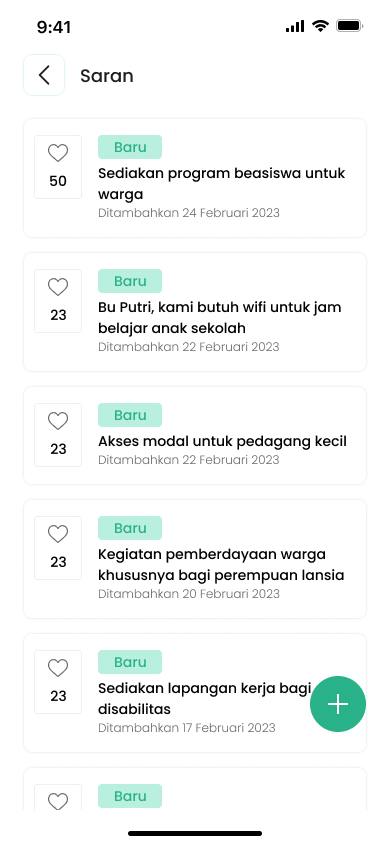 9:41
Saran
Baru
50
Sediakan program beasiswa untuk
warga
Ditambahkan 24 Februari 2023
Baru
23
Bu Putri, kami butuh wifi untuk jam
belajar anak sekolah
Ditambahkan 22 Februari 2023
Baru
23
Akses modal untuk pedagang kecil
Ditambahkan 22 Februari 2023
Baru
23
Kegiatan pemberdayaan warga
khususnya bagi perempuan lansia
Ditambahkan 20 Februari 2023
Baru
23
Sediakan lapangan kerja bagi
disabilitas
Ditambahkan 17 Februari 2023
Baru